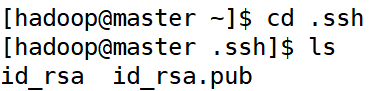 [hadoop@master ~]$ cd .ssh
[hadoop@master .ssh]$ ls
id_rsa  id_rsa.pub